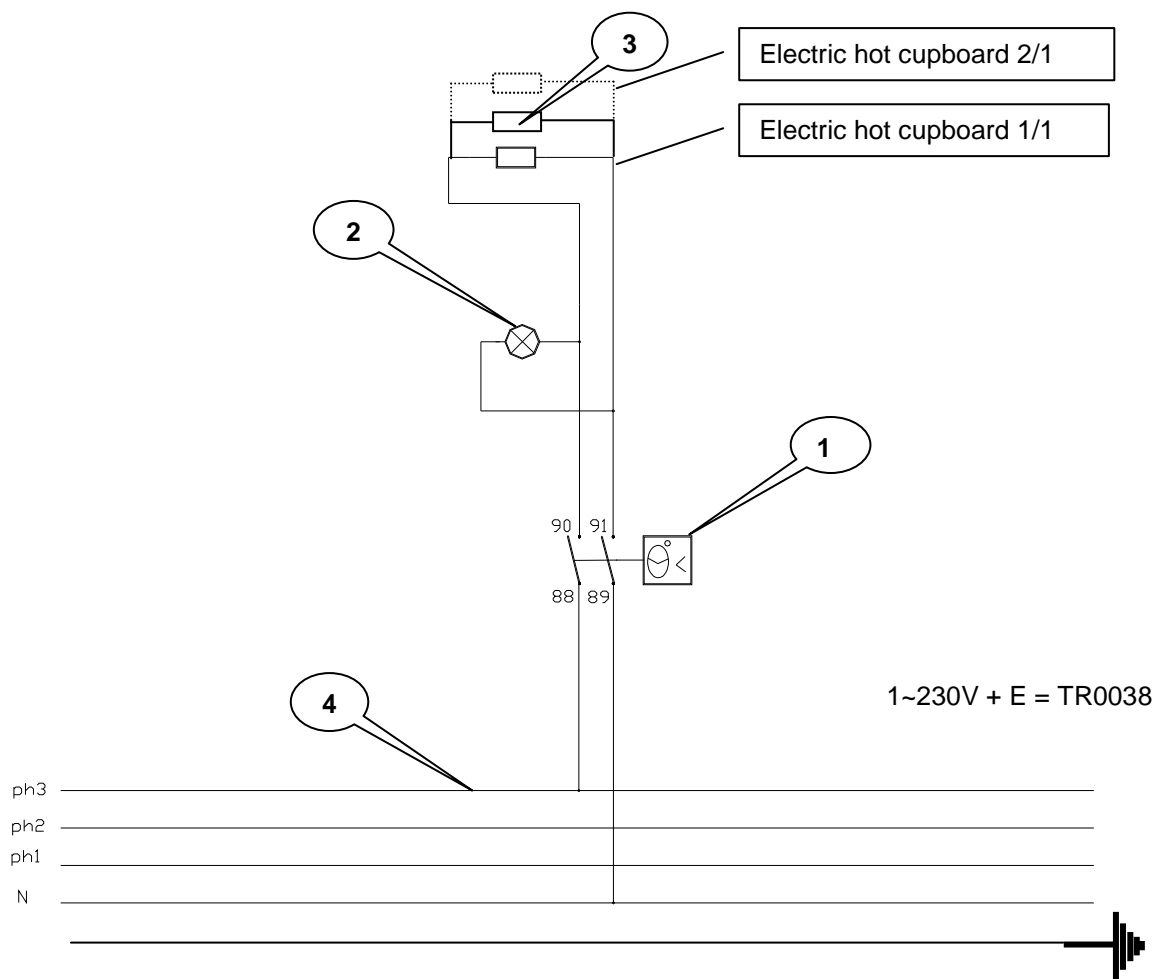 3
Electric hot cupboard 2/1
Electric hot cupboard 1/1
2
1
90 91
88 89
1~230V + E = TR0038
4
ph3
ph2
ph1
N